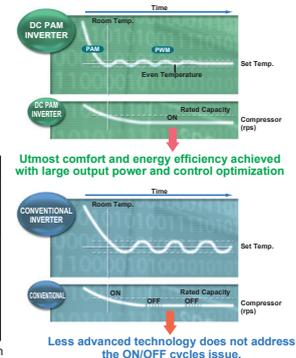 Time
DC PAM
INVERTER
Room Temp.
PAM
PWM
Even Temperature
Set Temp.
DC PAM
INVERTER
Rated Capacity
ON
Compressor
(rps)
Utmost comfort and energy efficiency achieved
with large output power and control optimization
Time
CONVENTIONAL
INVERTER
Room Temp.
Set Temp.
CONVENTIONAL
ON
Rated Capacity
OFF OFF
Compressor
(rps)
Less advanced technology does not address
the ON/OFF cycles issue.